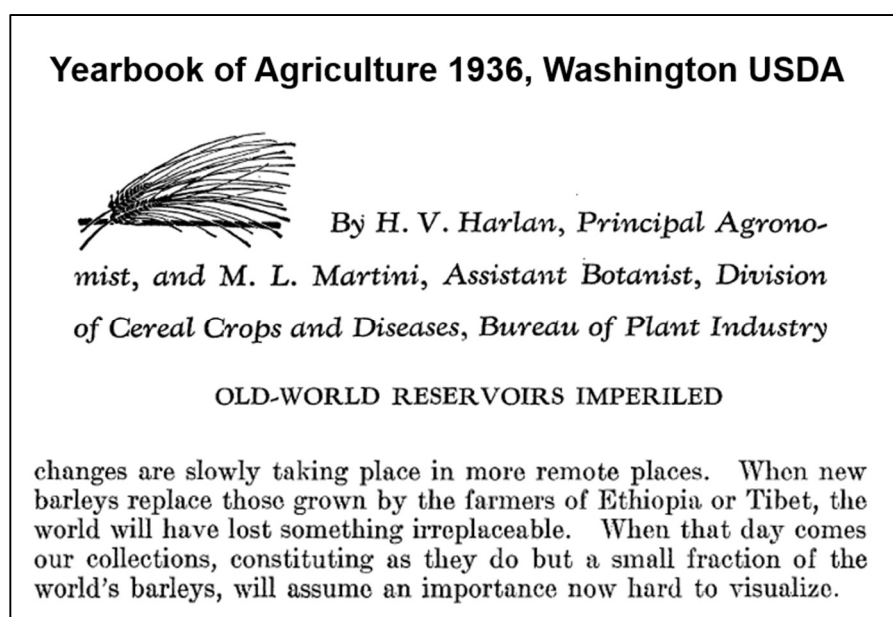 Yearbook of Agriculture 1936, Washington USDA
By H. V. Harlan, Principal Agrono-
mist, and M. L. Martini, Assistant Botanist, Division
of Cereal Crops and Diseases, Bureau of Plant Industry
OLD-WORLD RESERVOIRS IMPERILED
changes are slowly taking place in more remote places. When new
barleys replace those grown by the farmers of Ethiopia or Tibet, the
world will have lost something irreplaceable. When that day comes
our collections, constituting as they do but a small fraction of the
world's barleys, will assume an importance now hard to visualize.